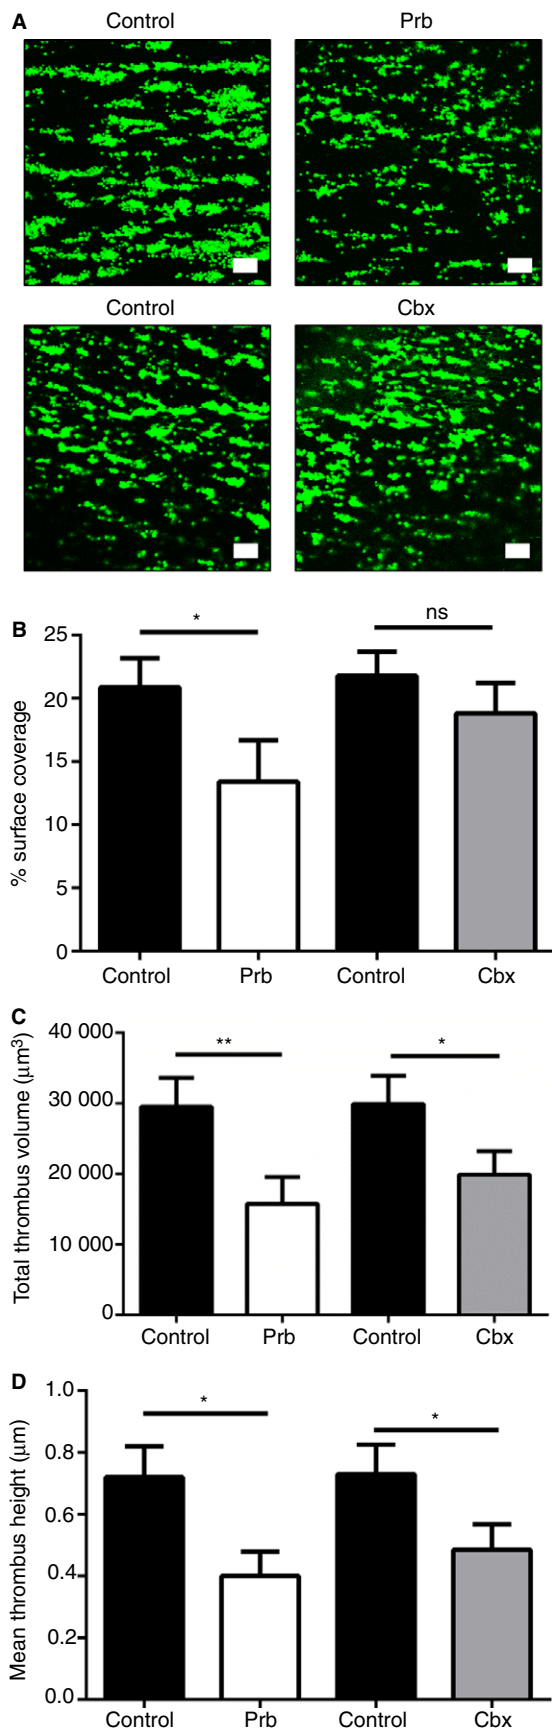 A
Control
Prb
Control
Cbx
B
% surface coverage
25
20
15
10
5
0
*
ns
Control
Prb
Control
Cbx
C
Total thrombus volume (µm³)
40 000
30 000
20 000
10 000
0
**
*
Control
Prb
Control
Cbx
D
Mean thrombus height (µm)
1.0
0.8
0.6
0.4
0.2
0.0
*
*
Control
Prb
Control
Cbx